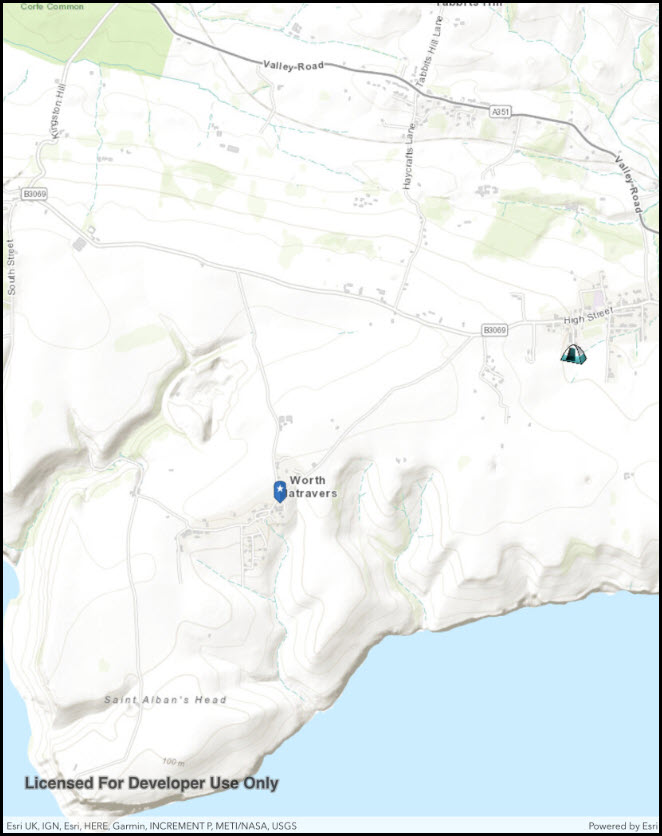 Corfe Common
Tabbits Hill
Tabbits Hill Lane
Valley-Road
A351
Kingston Hill
Haycrafts Lane
Valley-Road
B3069
South Street
High Street
B3069
Worth
Matravers
Saint Alban's Head
100 m
Licensed For Developer Use Only
Esri UK, IGN, Esri, HERE, Garmin, INCREMENT P, METI/NASA, USGS
Powered by Esri